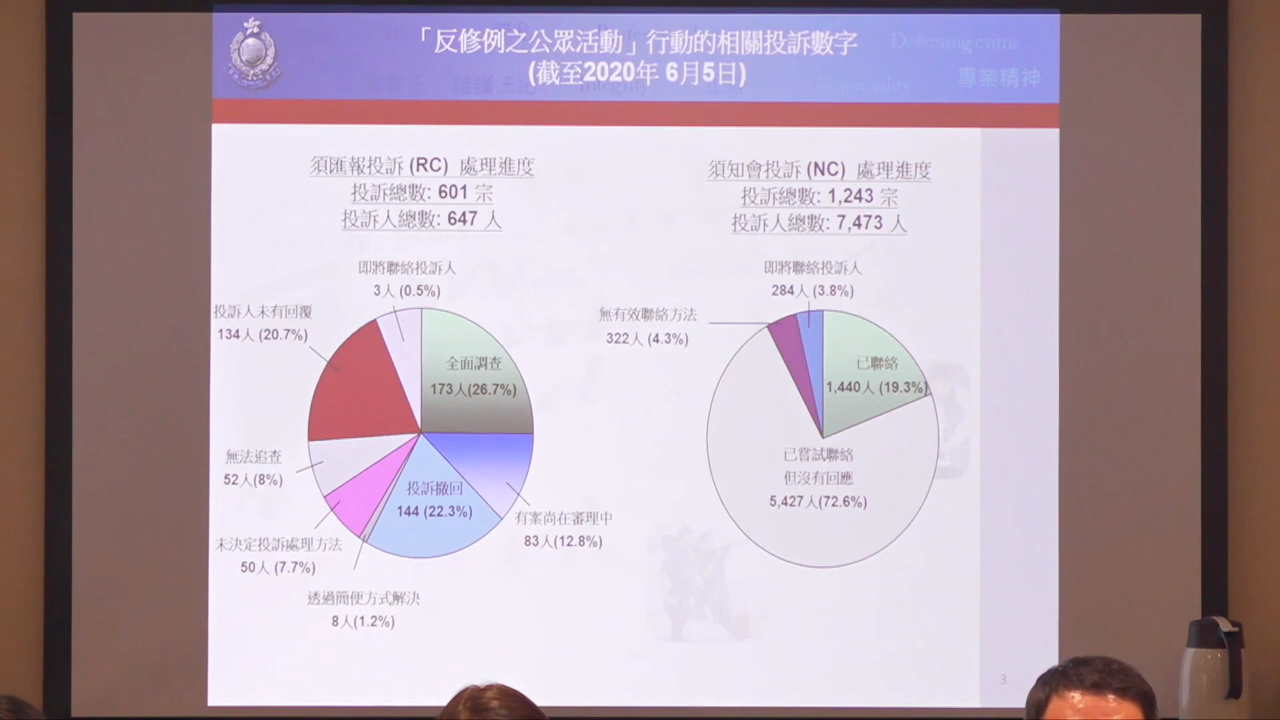 「反修例之公眾活動」行動的相關投訴數字
(截至2020年 6月5日)
Detecting crime
專業精神
Integrity
須匯報投訴 (RC) 處理進度
投訴總數: 601 宗
投訴人總數: 647 人
即將聯絡投訴人
3人 (0.5%)
投訴人未有回覆
134人 (20.7%)
全面調查
173人(26.7%)
無法追查
52人(8%)
投訴撤回
144 (22.3%)
有案尚在審理中
83人(12.8%)
未決定投訴處理方法
50人 (7.7%)
透過簡便方式解決
8人(1.2%)
須知會投訴 (NC) 處理進度
投訴總數: 1,243 宗
投訴人總數: 7,473 人
即將聯絡投訴人
284人 (3.8%)
無有效聯絡方法
322人 (4.3%)
已聯絡
1,440人 (19.3%)
已嘗試聯絡
但沒有回應
5,427人(72.6%)
3